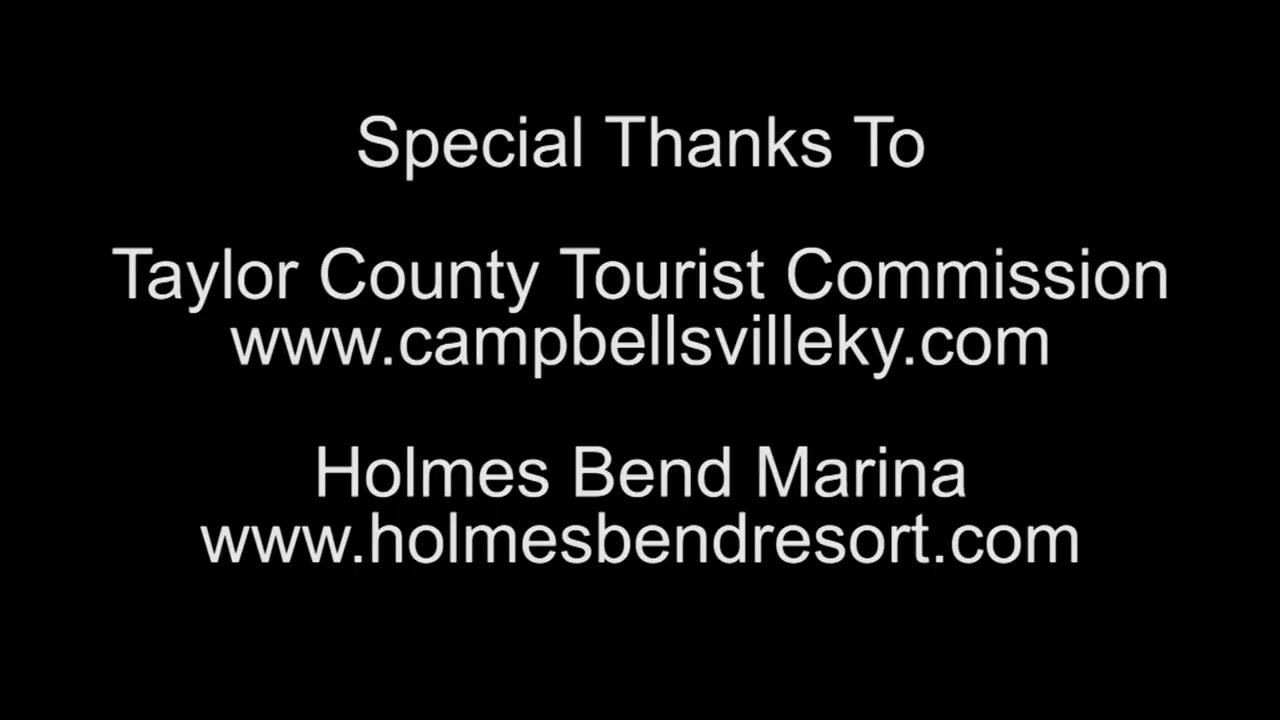 Special Thanks To
Taylor County Tourist Commission
www.campbellsvilleky.com
Holmes Bend Marina
www.holmesbendresort.com